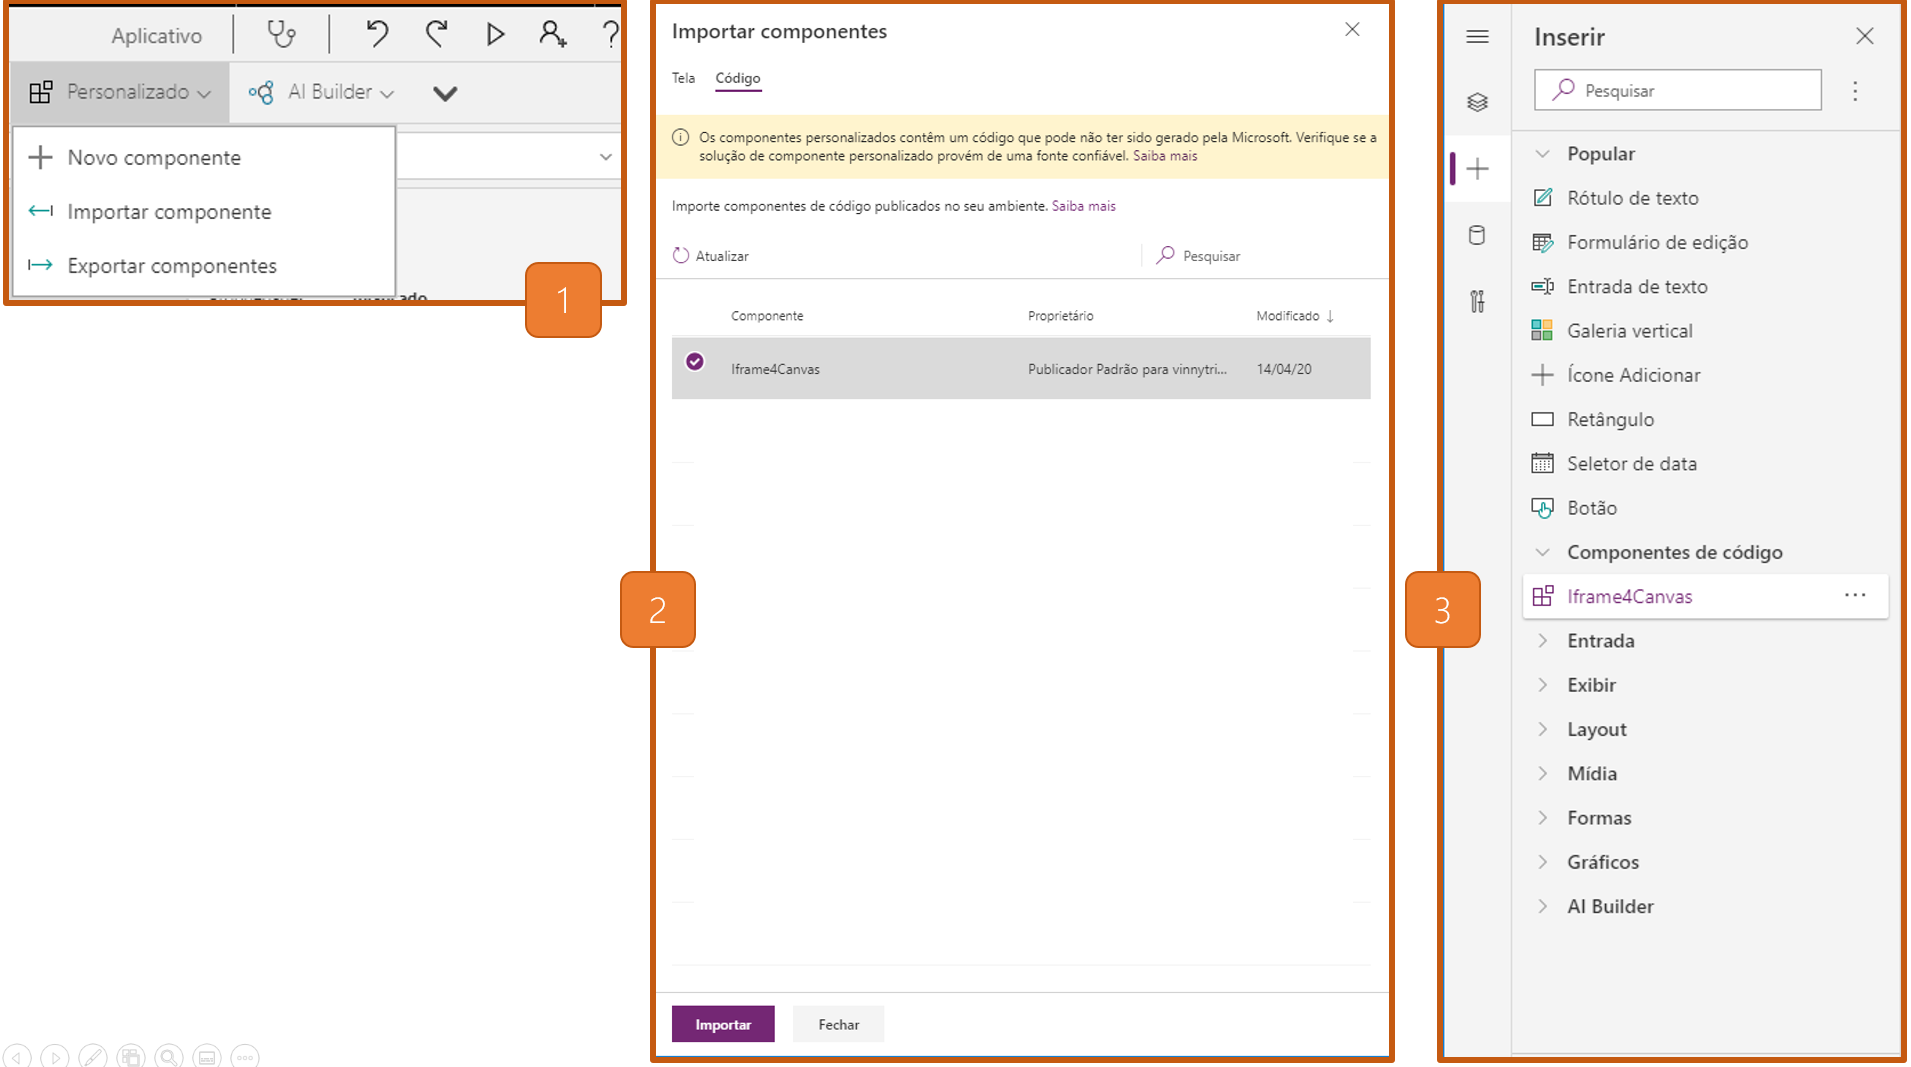 Aplicativo
Personalizado
AI Builder
Novo componente
Importar componente
Exportar componentes
1
Importar componentes
Tela
Código
Os componentes personalizados contêm um código que pode não ter sido gerado pela Microsoft. Verifique se a
solução de componente personalizado provém de uma fonte confiável. Saiba mais
Importe componentes de código publicados no seu ambiente. Saiba mais
Atualizar
Pesquisar
Componente
Proprietário
Modificado ↓
Iframe4Canvas
Publicador Padrão para vinnytri...
14/04/20
2
Importar
Fechar
Inserir
Pesquisar
Popular
Rótulo de texto
Formulário de edição
Entrada de texto
Galeria vertical
Ícone Adicionar
Retângulo
Seletor de data
Botão
Componentes de código
Iframe4Canvas
3
Entrada
Exibir
Layout
Mídia
Formas
Gráficos
AI Builder